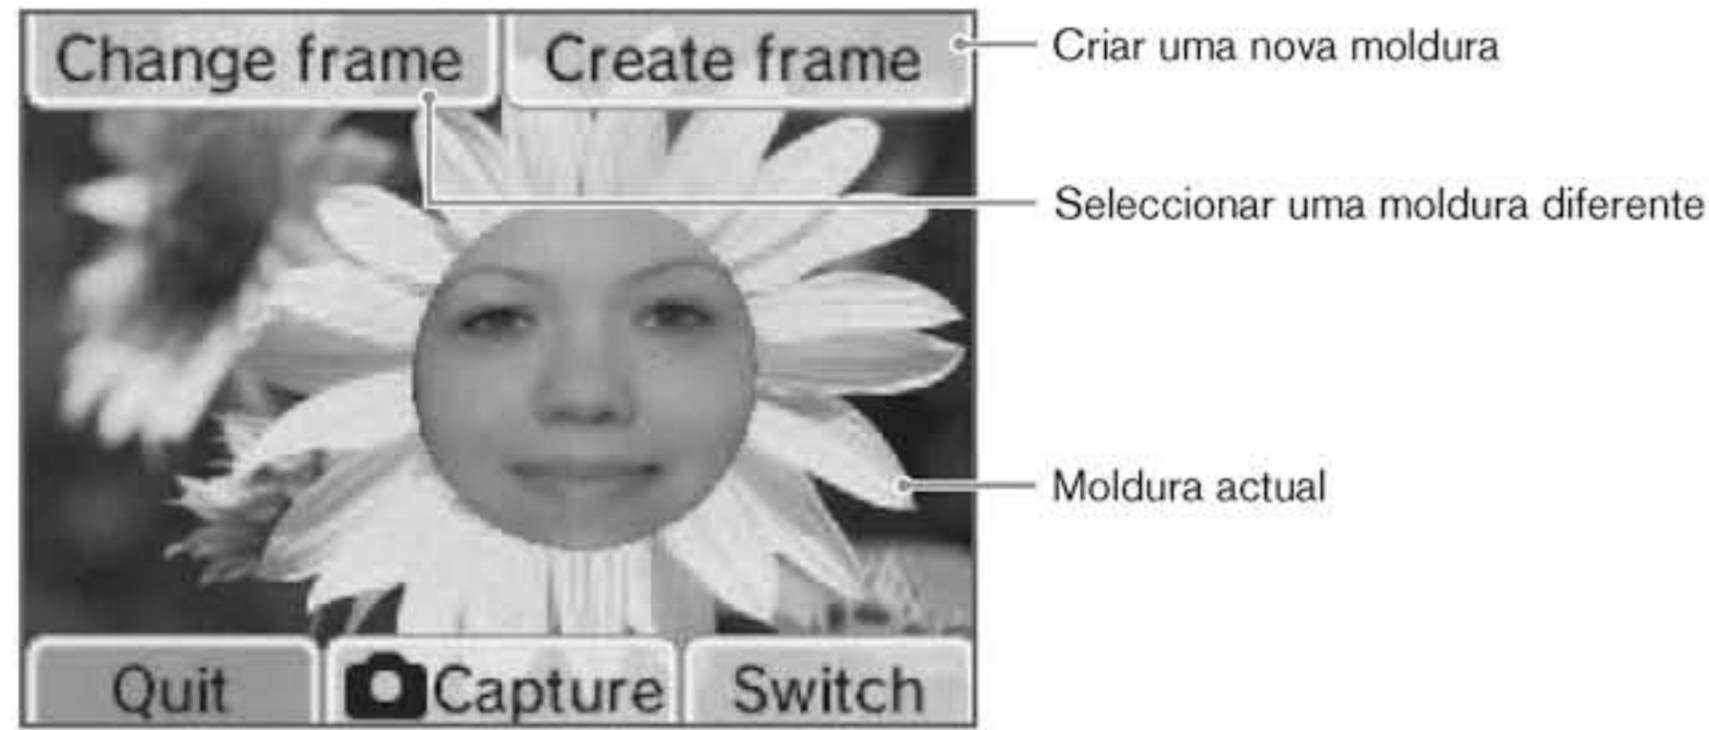 Change frame
Create frame
Criar uma nova moldura
Seleccionar uma moldura diferente
Moldura actual
Quit
Capture
Switch